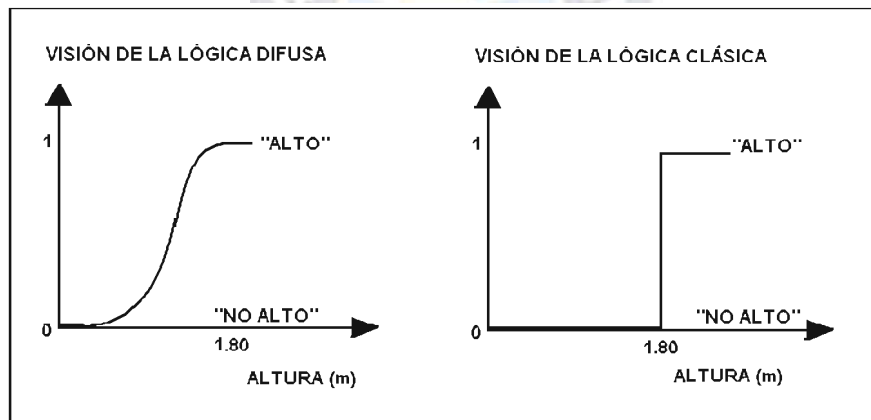 VISIÓN DE LA LÓGICA DIFUSA
1
"ALTO"
"NO ALTO"
0
1.80
ALTURA (m)
VISIÓN DE LA LÓGICA CLÁSICA
1
"ALTO"
"NO ALTO"
0
1.80
ALTURA (m)